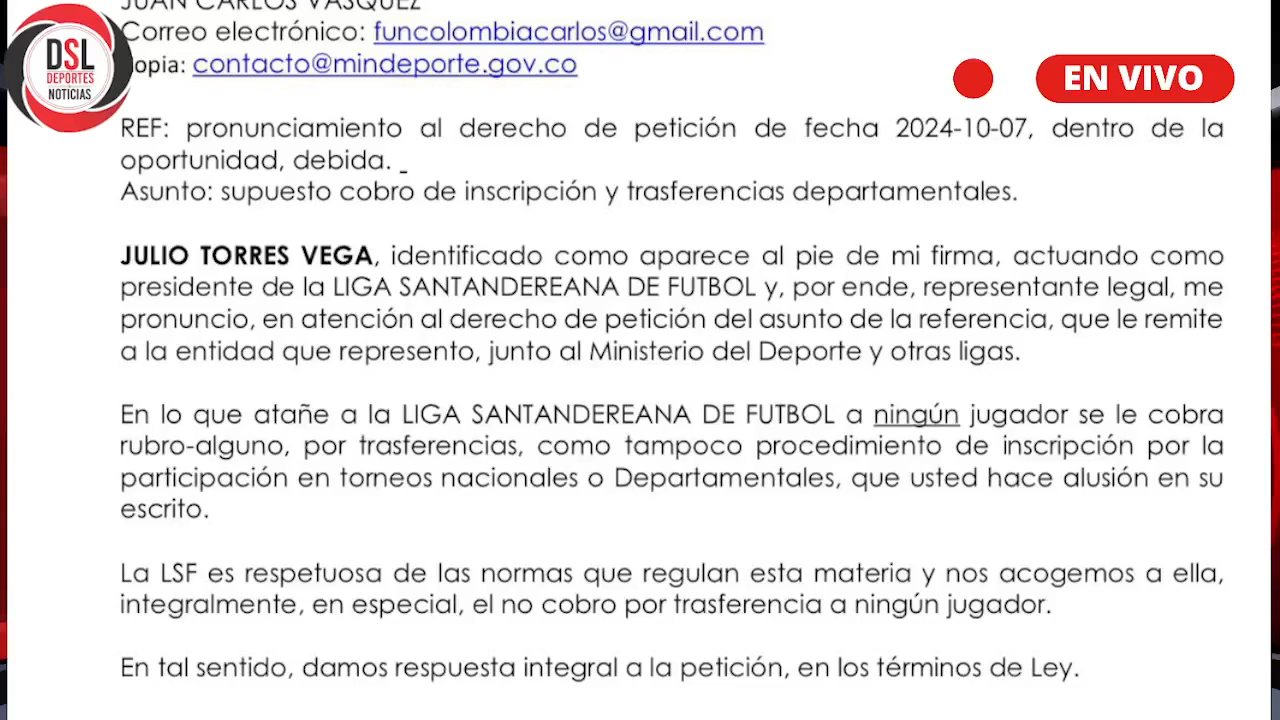 JUAN CARLOS VASQUEZ
Correo electrónico: funcolombiacarlos@gmail.com
opia: contacto@mindeporte.gov.co
DSL
DEPORTES
NOTICIAS
EN VIVO
REF: pronunciamiento al derecho de petición de fecha 2024-10-07, dentro de la
oportunidad, debida. _
Asunto: supuesto cobro de inscripción y trasferencias departamentales.
JULIO TORRES VEGA, identificado como aparece al pie de mi firma, actuando como
presidente de la LIGA SANTANDEREANA DE FUTBOL y, por ende, representante legal, me
pronuncio, en atención al derecho de petición del asunto de la referencia, que le remite
a la entidad que represento, junto al Ministerio del Deporte y otras ligas.
En lo que atañe a la LIGA SANTANDEREANA DE FUTBOL a ningún jugador se le cobra
rubro-alguno, por trasferencias, como tampoco procedimiento de inscripción por la
participación en torneos nacionales o Departamentales, que usted hace alusión en su
escrito.
La LSF es respetuosa de las normas que regulan esta materia y nos acogemos a ella,
integralmente, en especial, el no cobro por trasferencia a ningún jugador.
En tal sentido, damos respuesta integral a la petición, en los términos de Ley.